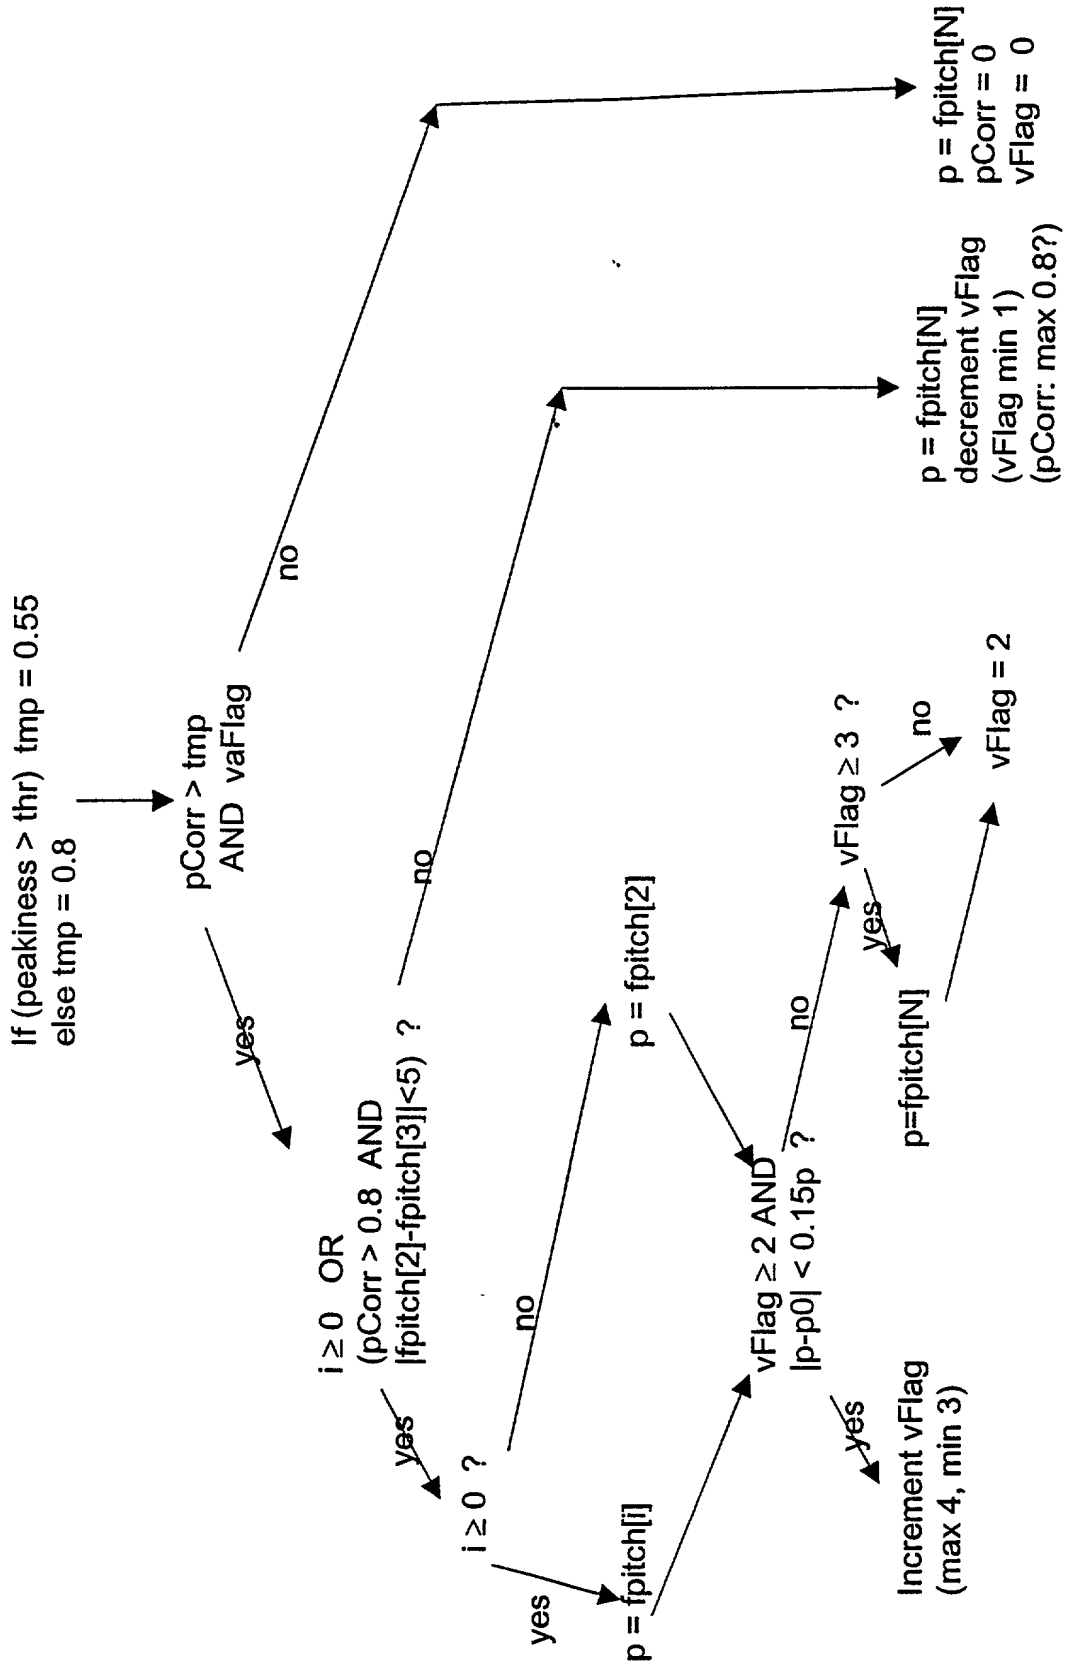 If (peakiness > thr) tmp = 0.55
else tmp = 0.8
pCorr > tmp
AND vaFlag
yes
no
i ≥ 0 OR
(pCorr > 0.8 AND
|fpitch[2]-fpitch[3]|<5) ?
yes
no
i ≥ 0 ?
yes
no
p = fpitch[i]
p = fpitch[2]
vFlag ≥ 2 AND
|p-p0| < 0.15p ?
yes
no
Increment vFlag
(max 4, min 3)
vFlag ≥ 3 ?
yes
no
p=fpitch[N]
vFlag = 2
p = fpitch[N]
decrement vFlag
(vFlag min 1)
(pCorr: max 0.8?)
p = fpitch[N]
pCorr = 0
vFlag = 0